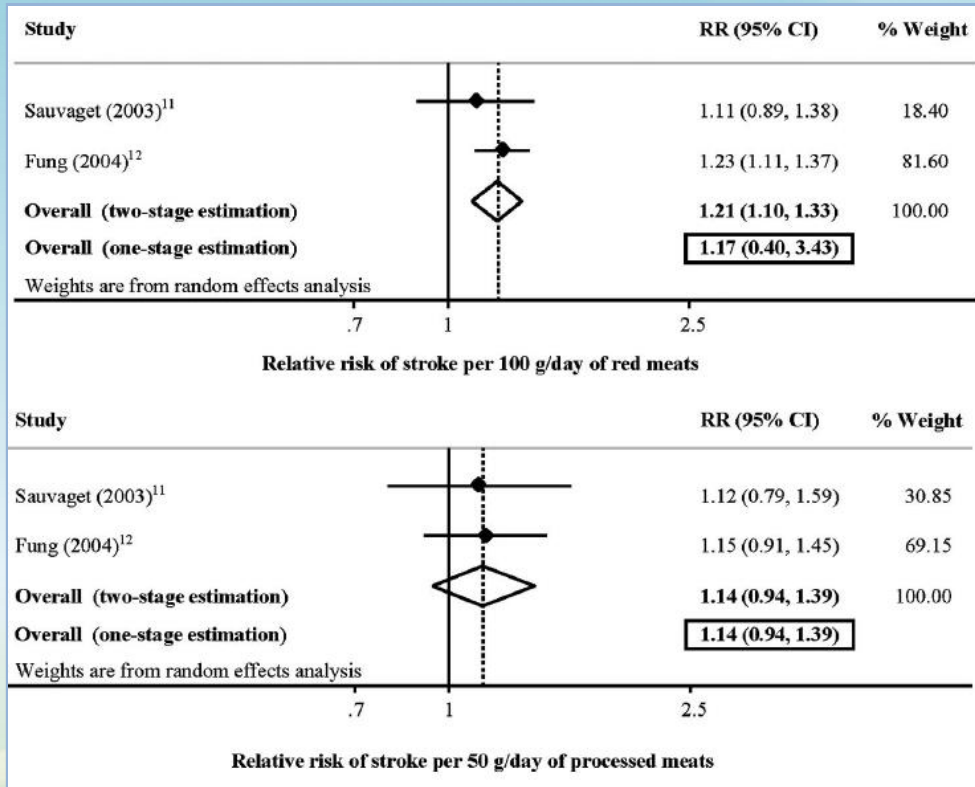 Study RR (95% CI) % Weight
Sauvaget (2003)11 1.11 (0.89, 1.38) 18.40
Fung (2004)12 1.23 (1.11, 1.37) 81.60
Overall (two-stage estimation) 1.21 (1.10, 1.33) 100.00
Overall (one-stage estimation) 1.17 (0.40, 3.43)
Weights are from random effects analysis
.7 1 2.5
Relative risk of stroke per 100 g/day of red meats
Study RR (95% CI) % Weight
Sauvaget (2003)11 1.12 (0.79, 1.59) 30.85
Fung (2004)12 1.15 (0.91, 1.45) 69.15
Overall (two-stage estimation) 1.14 (0.94, 1.39) 100.00
Overall (one-stage estimation) 1.14 (0.94, 1.39)
Weights are from random effects analysis
.7 1 2.5
Relative risk of stroke per 50 g/day of processed meats